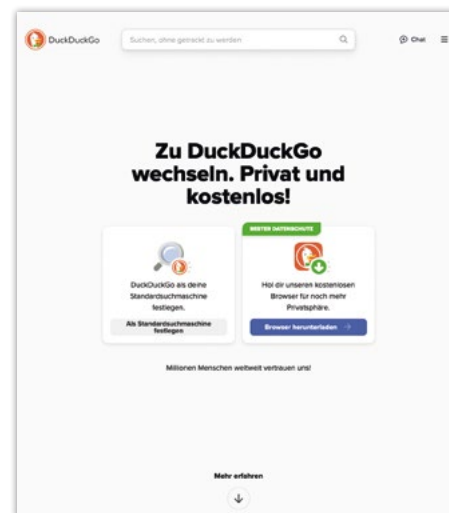 DuckDuckGo
Suchen, ohne getrackt zu werden
Chat
Zu DuckDuckGo
wechseln. Privat und
kostenlos!
DuckDuckGo als deine
Standardsuchmaschine
festlegen.
Als Standardsuchmaschine
festlegen
BESTER DATENSCHUTZ
Hol dir unseren kostenlosen
Browser für noch mehr
Privatsphäre.
Browser herunterladen
Millionen Menschen weltweit vertrauen uns!
Mehr erfahren